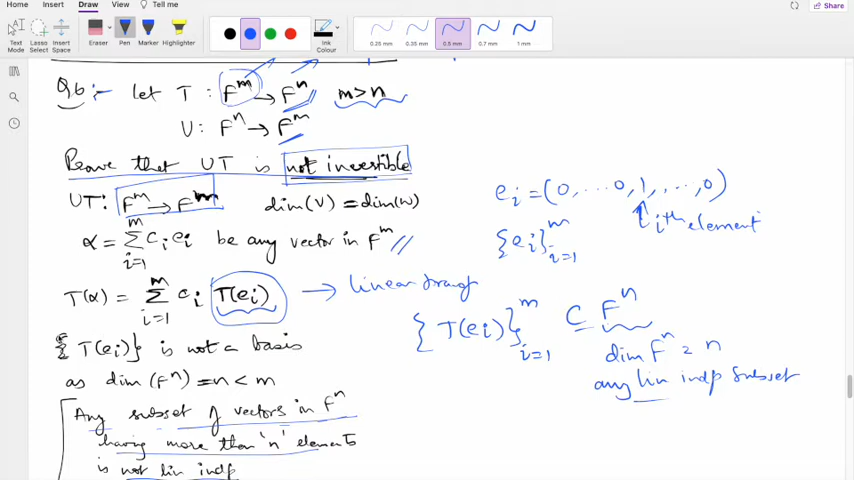 Home Insert Draw View Tell me
Share
Text Mode
Lasso Select
Insert Space
Eraser
Pen
Marker
Highlighter
Ink Colour
0.25 mm
0.35 mm
0.5 mm
0.7 mm
1 mm
Q6:- let T : F^m → F^n m>n
U: F^n → F^m
Prove that UT is not invertible
UT: F^m → F^m dim(V) = dim(W)
α = Σ_{i=1}^{m} c_i e_i be any vector in F^m //
T(α) = Σ_{i=1}^{m} c_i T(e_i) → linear transf
{T(e_i)} is not a basis
as dim (F^n) = n < m
Any subset of vectors in F^n
having more than 'n' elements
is not lin indp
e_i = (0, ...0, 1, ..., 0)
ith element
{e_i}_{i=1}^{m}
{T(e_i)}_{i=1}^{m} ⊆ F^n
dim F^n = n
any lin indp subset